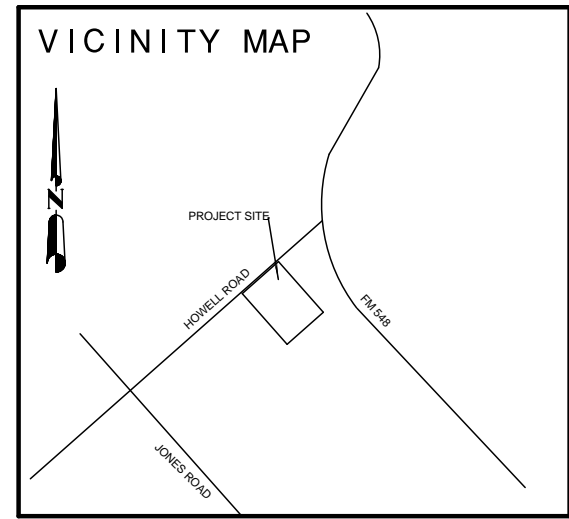 VICINITY MAP
N
PROJECT SITE
HOWELL ROAD
FM 548
JONES ROAD